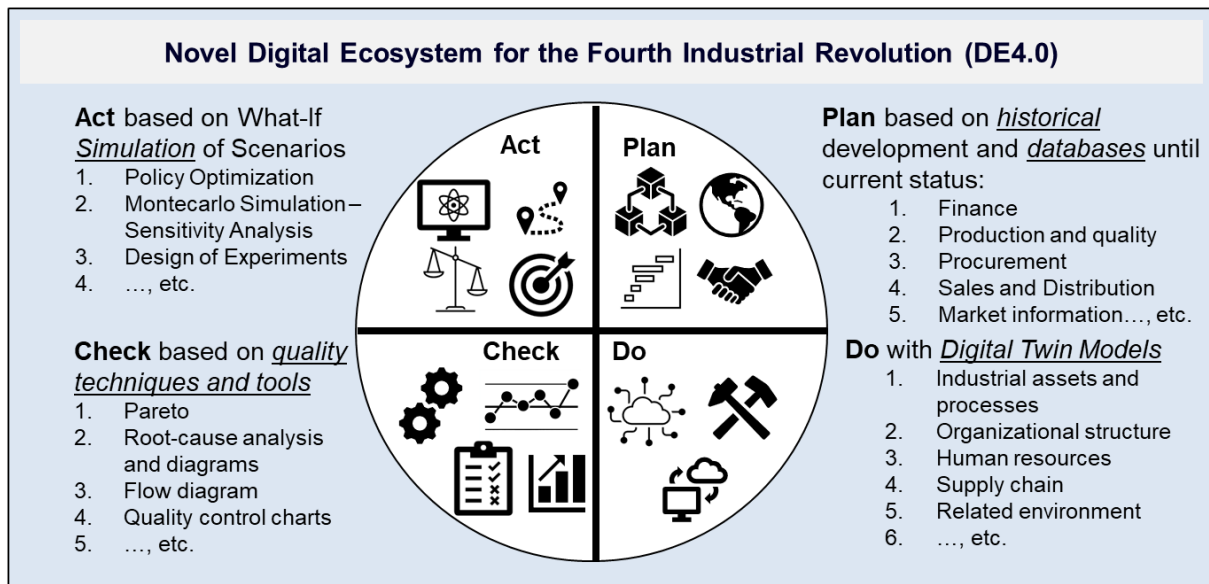 Novel Digital Ecosystem for the Fourth Industrial Revolution (DE4.0)
Act based on What-If
Simulation of Scenarios
1. Policy Optimization
2. Montecarlo Simulation –
Sensitivity Analysis
3. Design of Experiments
4. …, etc.
Check based on quality
techniques and tools
1. Pareto
2. Root-cause analysis
and diagrams
3. Flow diagram
4. Quality control charts
5. …, etc.
Act
Plan
Check
Do
Plan based on historical
development and databases until
current status:
1. Finance
2. Production and quality
3. Procurement
4. Sales and Distribution
5. Market information…, etc.
Do with Digital Twin Models
1. Industrial assets and
processes
2. Organizational structure
3. Human resources
4. Supply chain
5. Related environment
6. …, etc.